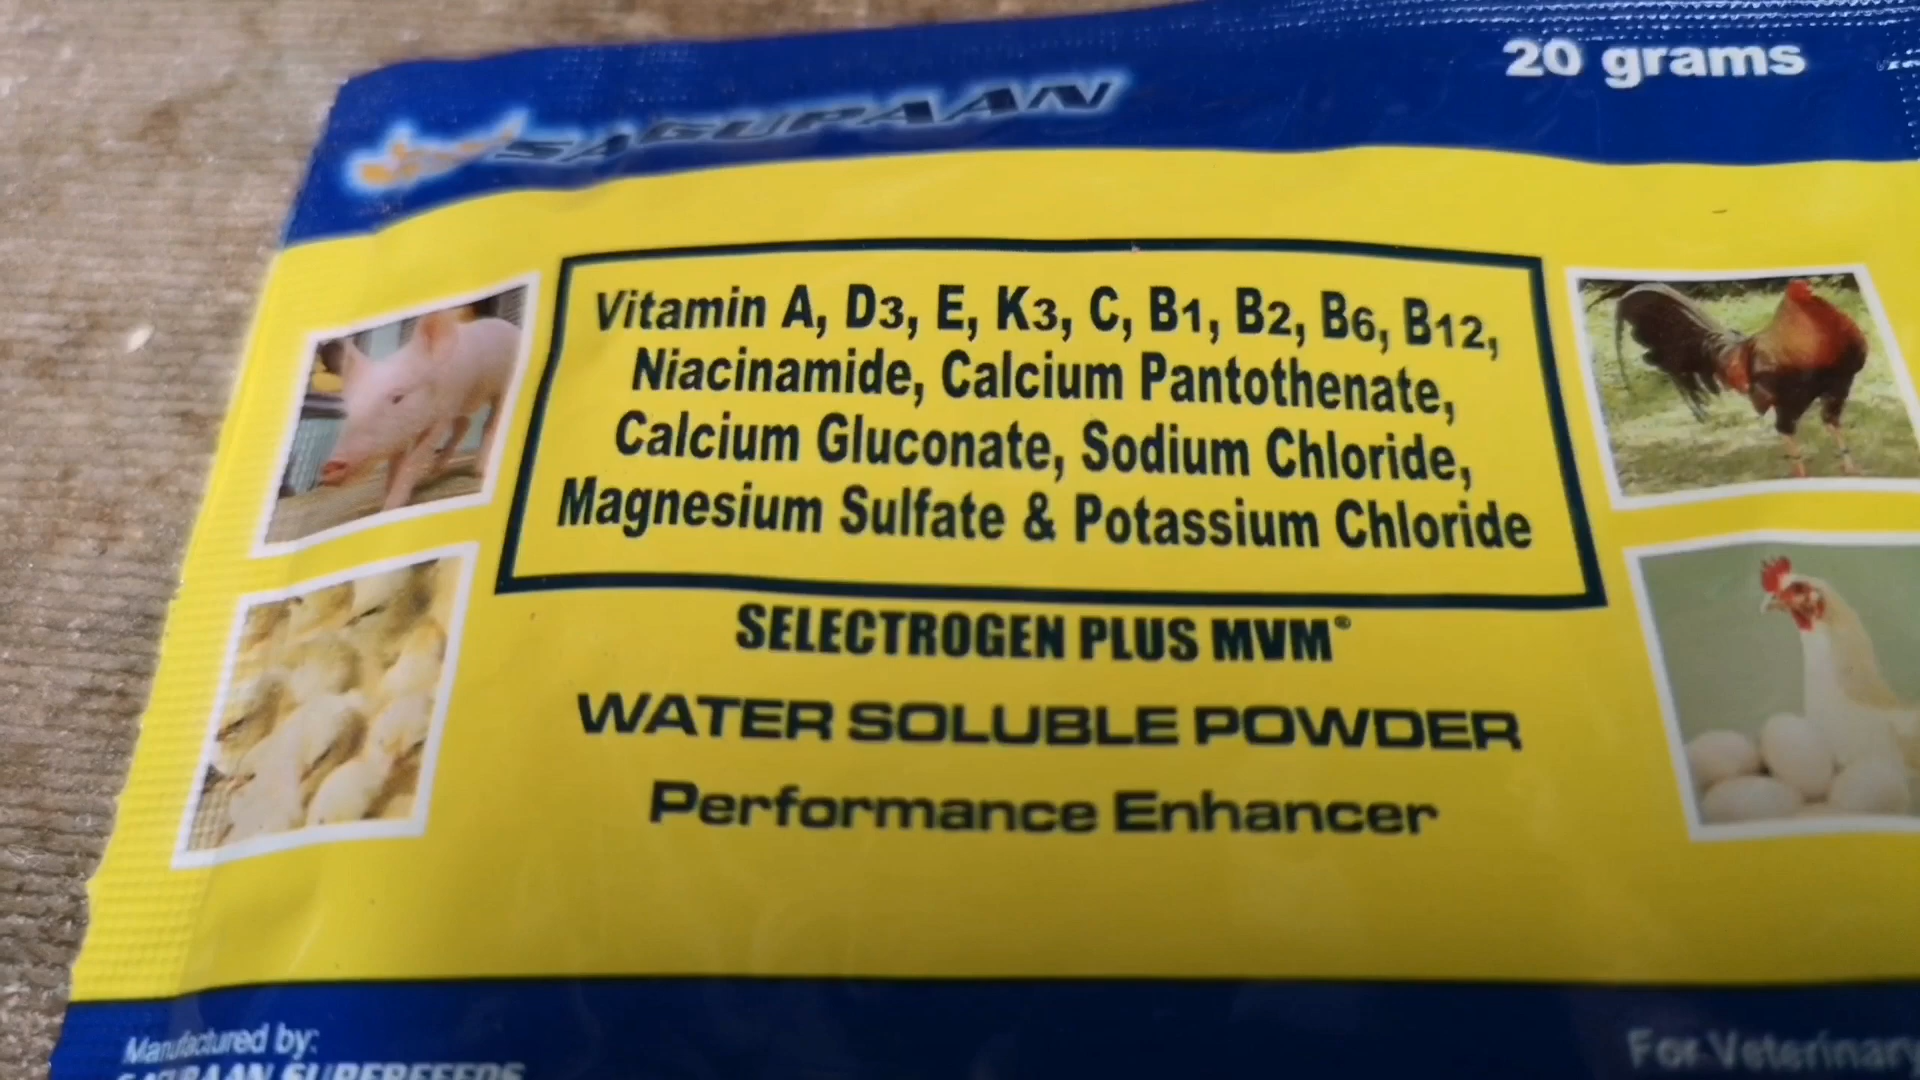 SAGUPAAN
20 grams
Vitamin A, D3, E, K3, C, B1, B2, B6, B12,
Niacinamide, Calcium Pantothenate,
Calcium Gluconate, Sodium Chloride,
Magnesium Sulfate & Potassium Chloride
SELECTROGEN PLUS MVM®
WATER SOLUBLE POWDER
Performance Enhancer
Manufactured by:
SAGUPAAN SUPERFEEDS
For Veterinary